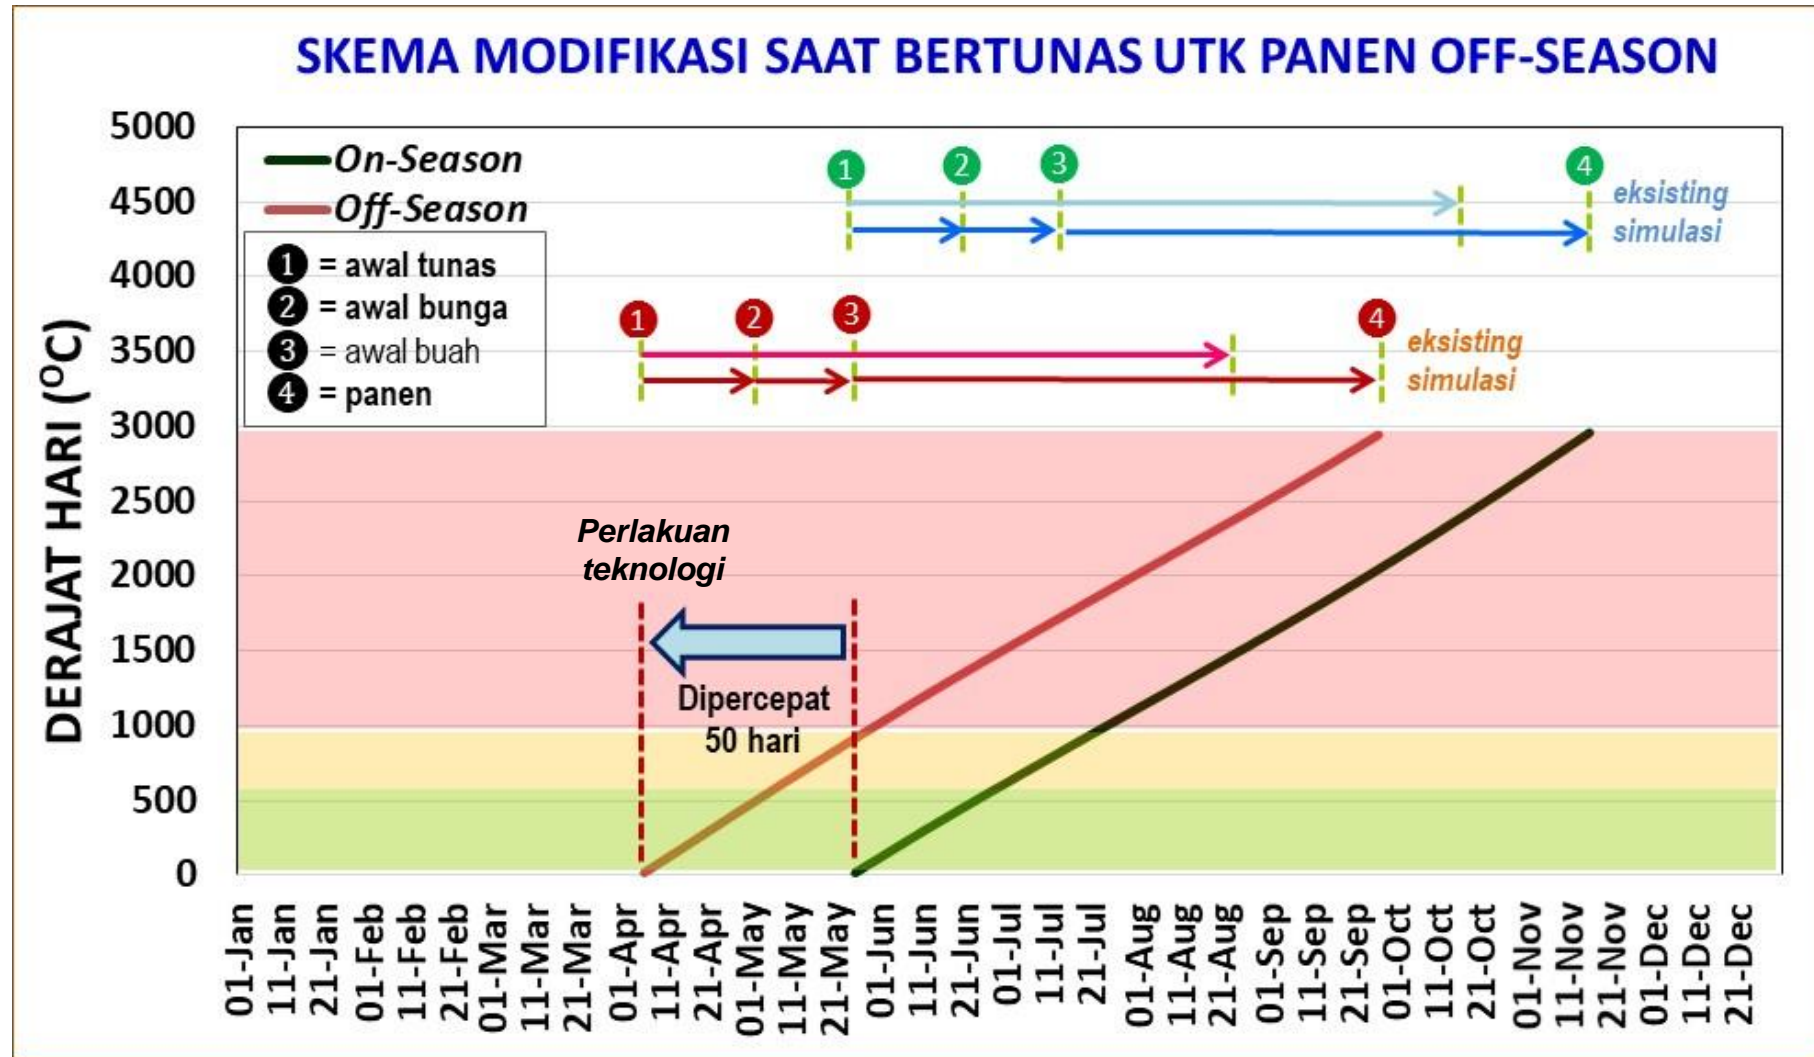 SKEMA MODIFIKASI SAAT BERTUNAS UTK PANEN OFF-SEASON
DERAJAT HARI (ᴼC)
5000
4500
4000
3500
3000
2500
2000
1500
1000
500
0
On-Season
Off-Season
1 = awal tunas
2 = awal bunga
3 = awal buah
4 = panen
1 2 3 4
eksisting
simulasi
1 2 3 4
eksisting
simulasi
Perlakuan
teknologi
Dipercepat
50 hari
01-Jan
11-Jan
21-Jan
01-Feb
11-Feb
21-Feb
01-Mar
11-Mar
21-Mar
01-Apr
11-Apr
21-Apr
01-May
11-May
21-May
01-Jun
11-Jun
21-Jun
01-Jul
11-Jul
21-Jul
01-Aug
11-Aug
21-Aug
01-Sep
11-Sep
21-Sep
01-Oct
11-Oct
21-Oct
01-Nov
11-Nov
21-Nov
01-Dec
11-Dec
21-Dec